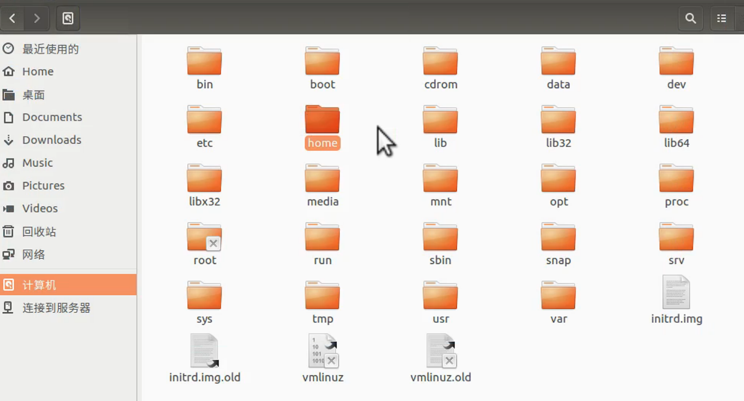 最近使用的
Home
桌面
Documents
Downloads
Music
Pictures
Videos
回收站
网络
计算机
连接到服务器
bin boot cdrom data dev
etc home lib lib32 lib64
libx32 media mnt opt proc
root run sbin snap srv
sys tmp usr var initrd.img
initrd.img.old vmlinuz vmlinuz.old